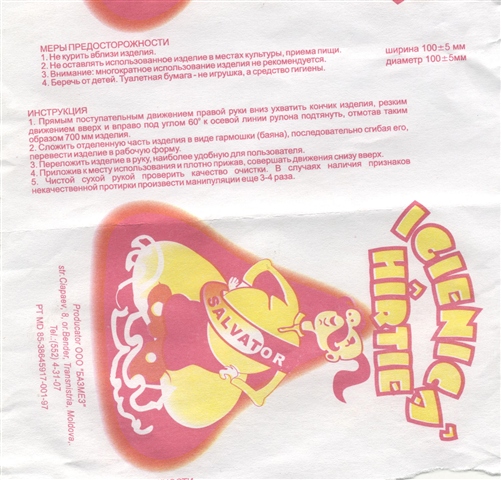 МЕРЫ ПРЕДОСТОРОЖНОСТИ
1. Не курить вблизи изделия.
2. Не оставлять использованное изделие в местах культуры, приема пищи.
3. Внимание: многократное использование изделия не рекомендуется.
4. Беречь от детей. Туалетная бумага - не игрушка, а средство гигиены.
ширина 100±5 мм
диаметр 100±5мм
ИНСТРУКЦИЯ
1. Прямым поступательным движением правой руки вниз ухватить кончик изделия, резким
движением вверх и вправо под углом 60° к осевой линии рулона подтянуть, отмотав таким
образом 700 мм изделия.
2. Сложить отделенную часть изделия в виде гармошки (баяна), последовательно сгибая его,
перевести изделие в рабочую форму.
3. Переложить изделие в руку, наиболее удобную для пользователя.
4. Приложив к месту использования и плотно прижав, совершать движения снизу вверх.
5. Чистой сухой рукой проверить качество очистки. В случаях наличия признаков
некачественной протирки произвести манипуляции еще 3-4 раза.
HÎRTIE
IGIENICĂ
SALVATOR
Producator ООО "БАЗМЕЗ"
str.Ciapaev, 8, or.Bender, Transnistria, Moldova,
Tel.:(552) 4-31-07
PT MD 85-38645917-001-97